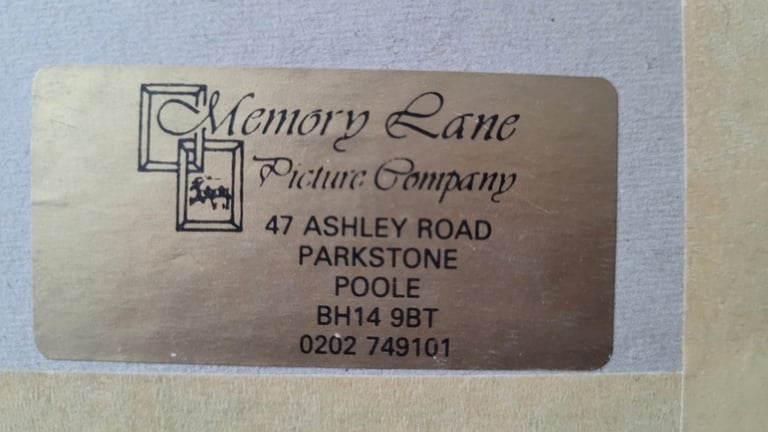 Memory Lane
Picture Company
47 ASHLEY ROAD
PARKSTONE
POOLE
BH14 9BT
0202 749101